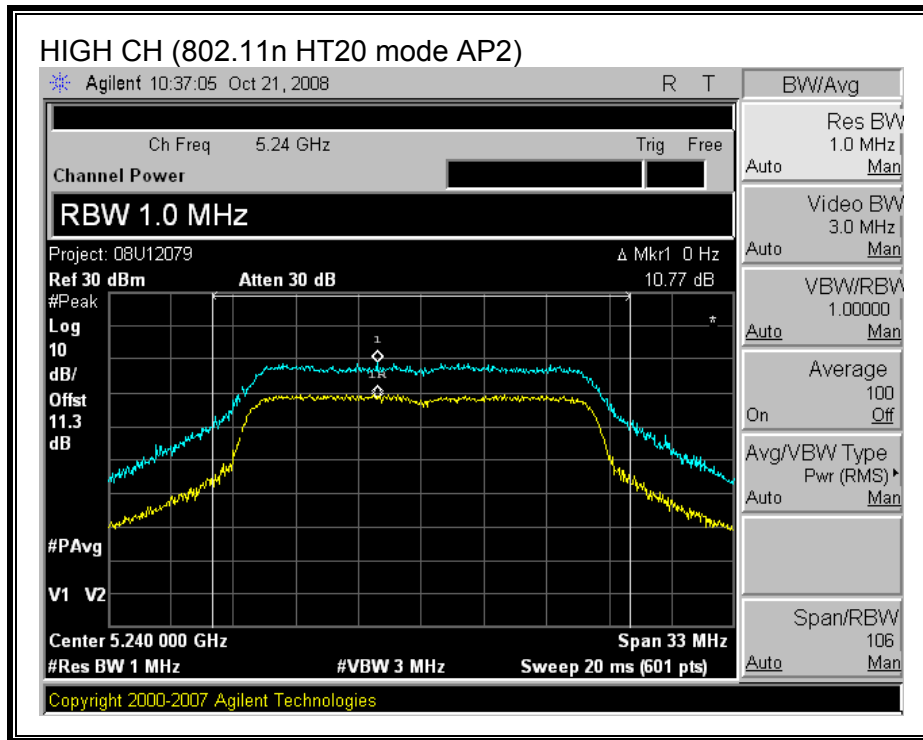 HIGH CH (802.11n HT20 mode AP2)
Agilent 10:37:05 Oct 21, 2008 R T
BW/Avg
Ch Freq 5.24 GHz Trig Free
Channel Power
RBW 1.0 MHz
Project: 08U12079 Δ Mkr1 0 Hz
Ref 30 dBm Atten 30 dB 10.77 dB
#Peak
Log
10
dB/
Offst
11.3
dB
1
1R
*
#PAvg
V1 V2
Center 5.240 000 GHz Span 33 MHz
#Res BW 1 MHz #VBW 3 MHz Sweep 20 ms (601 pts)
Copyright 2000-2007 Agilent Technologies
Res BW
1.0 MHz
Auto Man
Video BW
3.0 MHz
Auto Man
VBW/RBW
1.00000
Auto Man
Average
100
On Off
Avg/VBW Type
Pwr (RMS)
Auto Man
Span/RBW
106
Auto Man